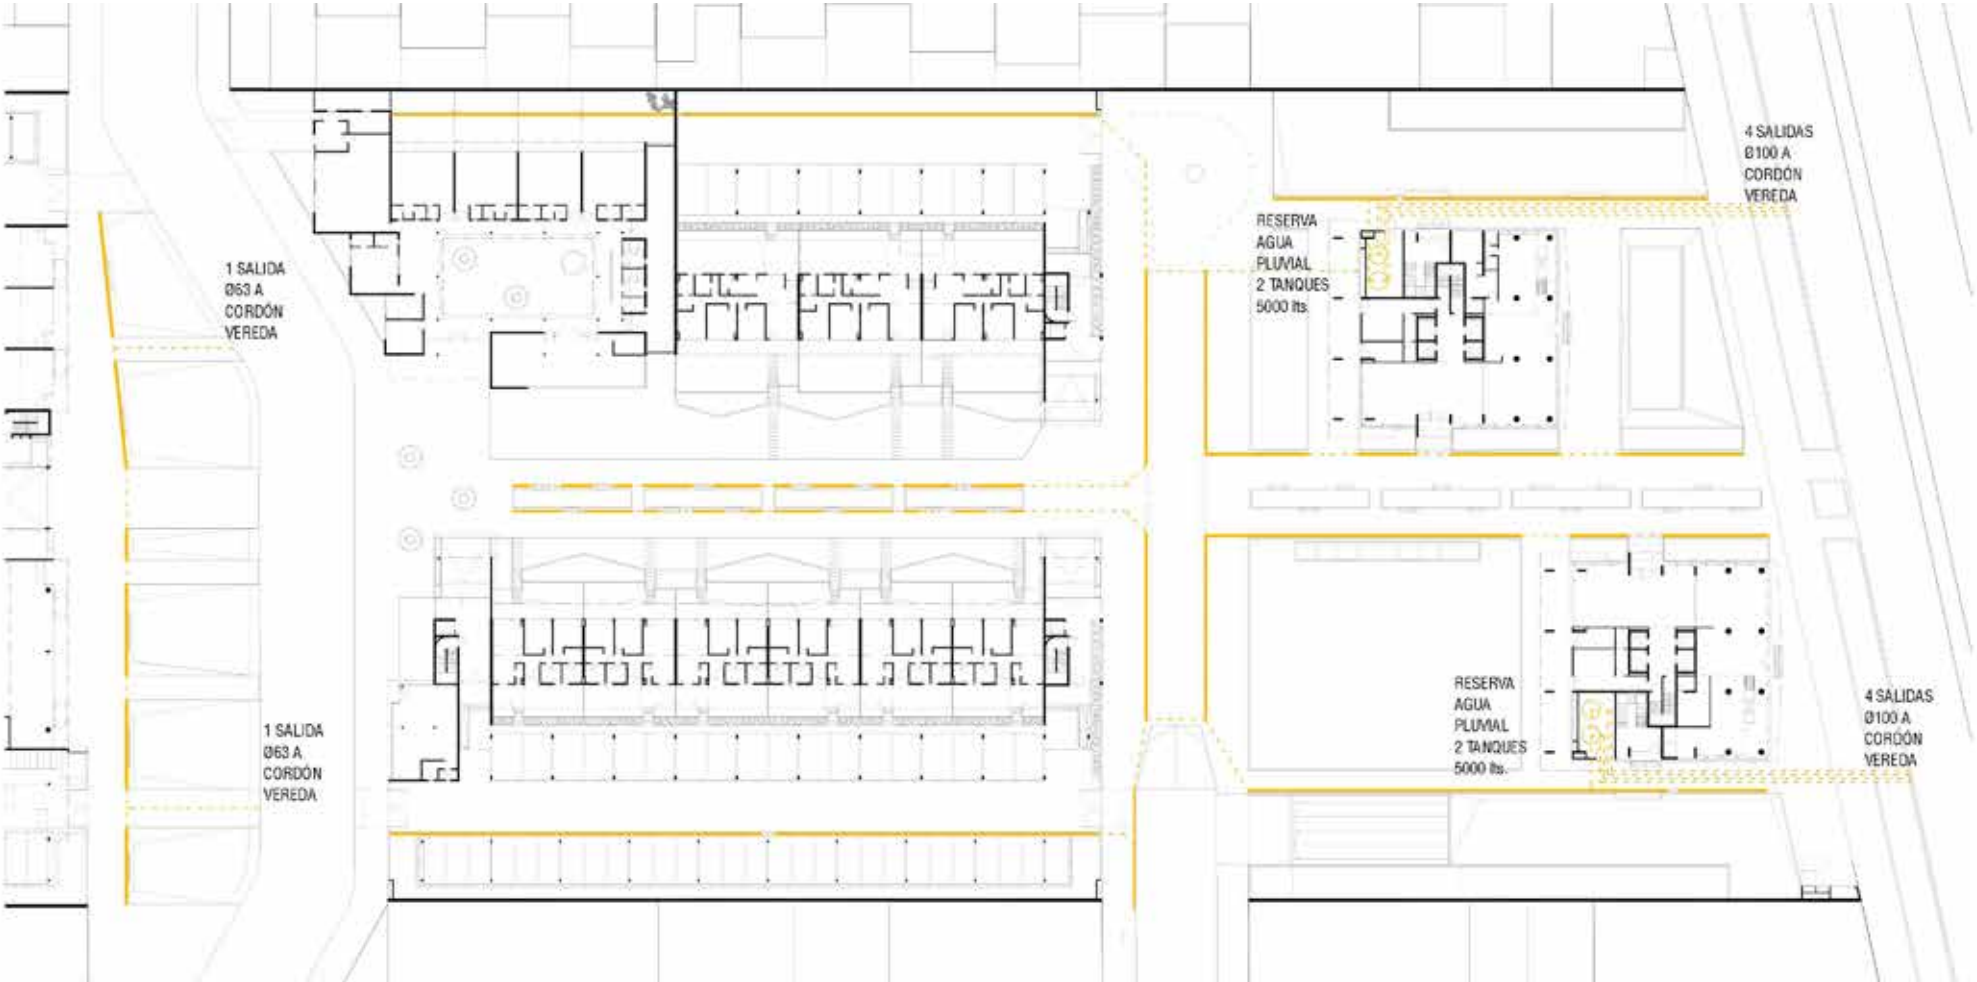 4 SALIDAS
Ø100 A
CORDÓN
VEREDA
RESERVA
AGUA
PLUVIAL
2 TANQUES
5000 lts.
1 SALIDA
Ø63 A
CORDÓN
VEREDA
RESERVA
AGUA
PLUVIAL
2 TANQUES
5000 lts.
4 SALIDAS
Ø100 A
CORDÓN
VEREDA
1 SALIDA
Ø63 A
CORDÓN
VEREDA